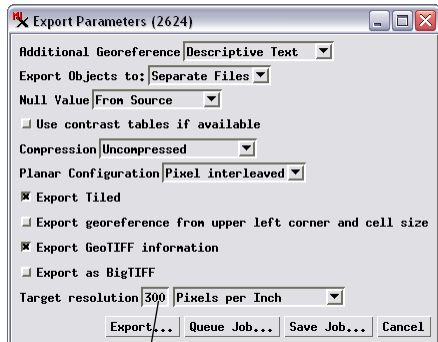 Export Parameters (2624)
Additional Georeference Descriptive Text
Export Objects to: Separate Files
Null Value From Source
Use contrast tables if available
Compression Uncompressed
Planar Configuration Pixel interleaved
Export Tiled
Export georeference from upper left corner and cell size
Export GeoTIFF information
Export as BigTIFF
Target resolution 300 Pixels per Inch
Export... Queue Job... Save Job... Cancel